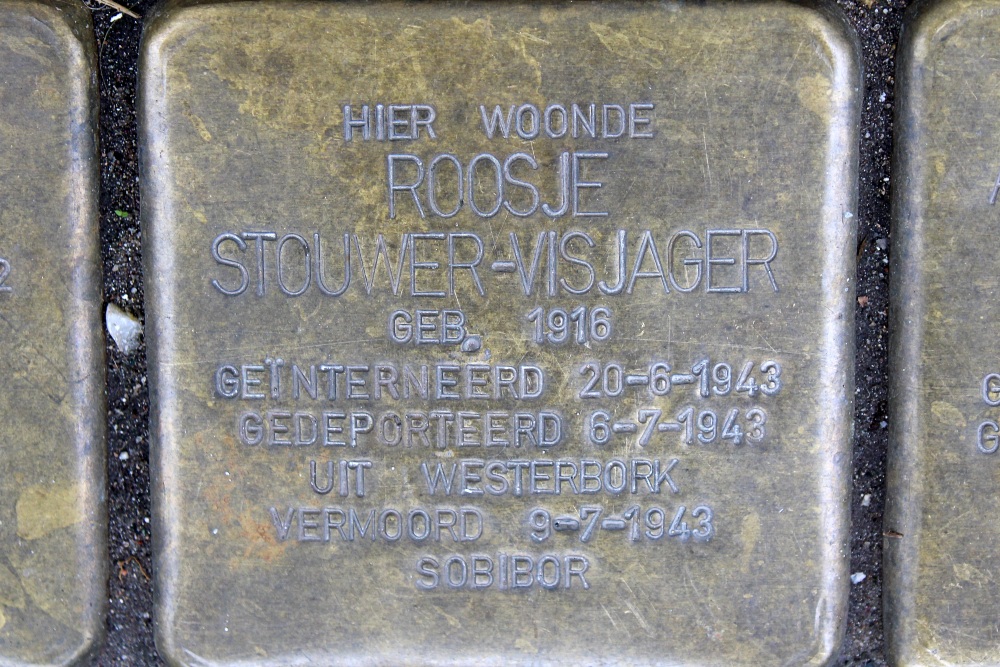 HIER WOONDE
ROOSJE
STOUWER-VISJAGER
GEB. 1916
GEÏNTERNEERD 20-6-1943
GEDEPORTEERD 6-7-1943
UIT WESTERBORK
VERMOORD 9-7-1943
SOBIBOR